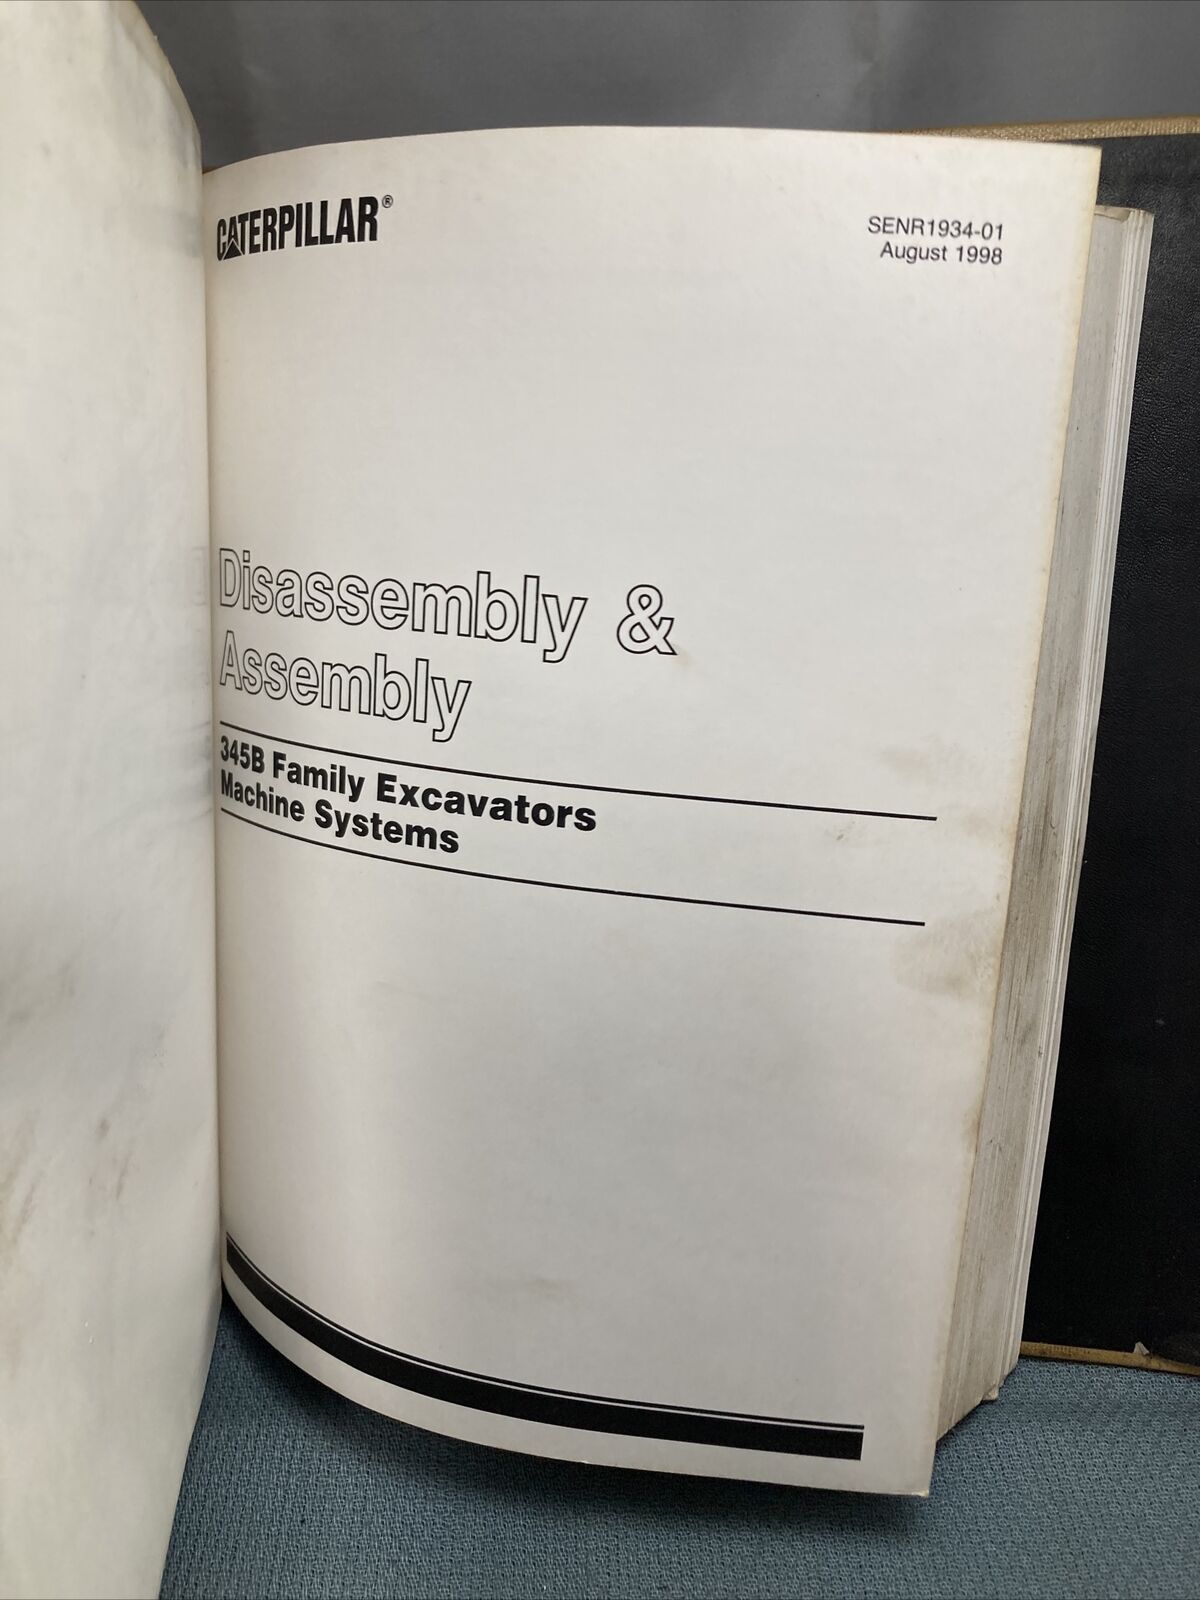 CATERPILLAR®
SENR1934-01
August 1998
Disassembly &
Assembly
345B Family Excavators
Machine Systems